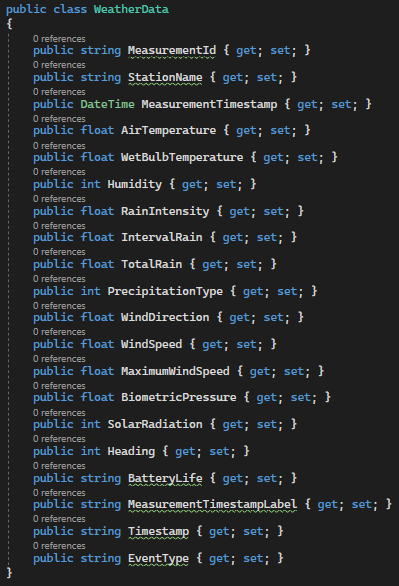 public class WeatherData
{
0 references
public string MeasurementId { get; set; }
0 references
public string StationName { get; set; }
0 references
public DateTime MeasurementTimestamp { get; set; }
0 references
public float AirTemperature { get; set; }
0 references
public float WetBulbTemperature { get; set; }
0 references
public int Humidity { get; set; }
0 references
public float RainIntensity { get; set; }
0 references
public float IntervalRain { get; set; }
0 references
public float TotalRain { get; set; }
0 references
public int PrecipitationType { get; set; }
0 references
public float WindDirection { get; set; }
0 references
public float WindSpeed { get; set; }
0 references
public float MaximumWindSpeed { get; set; }
0 references
public float BiometricPressure { get; set; }
0 references
public int SolarRadiation { get; set; }
0 references
public int Heading { get; set; }
0 references
public string BatteryLife { get; set; }
0 references
public string MeasurementTimestampLabel { get; set; }
0 references
public string Timestamp { get; set; }
0 references
public string EventType { get; set; }
}